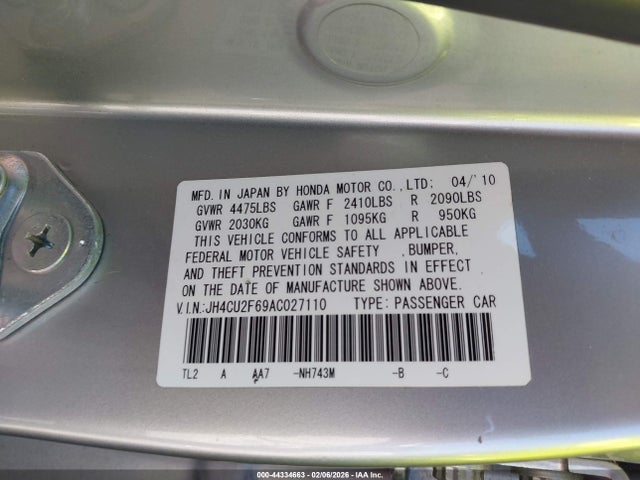 MFD. IN JAPAN BY HONDA MOTOR CO.,LTD: 04/'10
GVWR 4475LBS GAWR F 2410LBS R 2090LBS
GVWR 2030KG GAWR F 1095KG R 950KG
THIS VEHICLE CONFORMS TO ALL APPLICABLE
FEDERAL MOTOR VEHICLE SAFETY ,BUMPER,
AND THEFT PREVENTION STANDARDS IN EFFECT
ON THE DATE OF MANUFACTURE SHOWN ABOVE.
V.I.N:JH4CU2F69AC027110 TYPE: PASSENGER CAR
TL2 A AA7 -NH743M -B -C
000-44334663 02/06/2026 - IAA Inc.